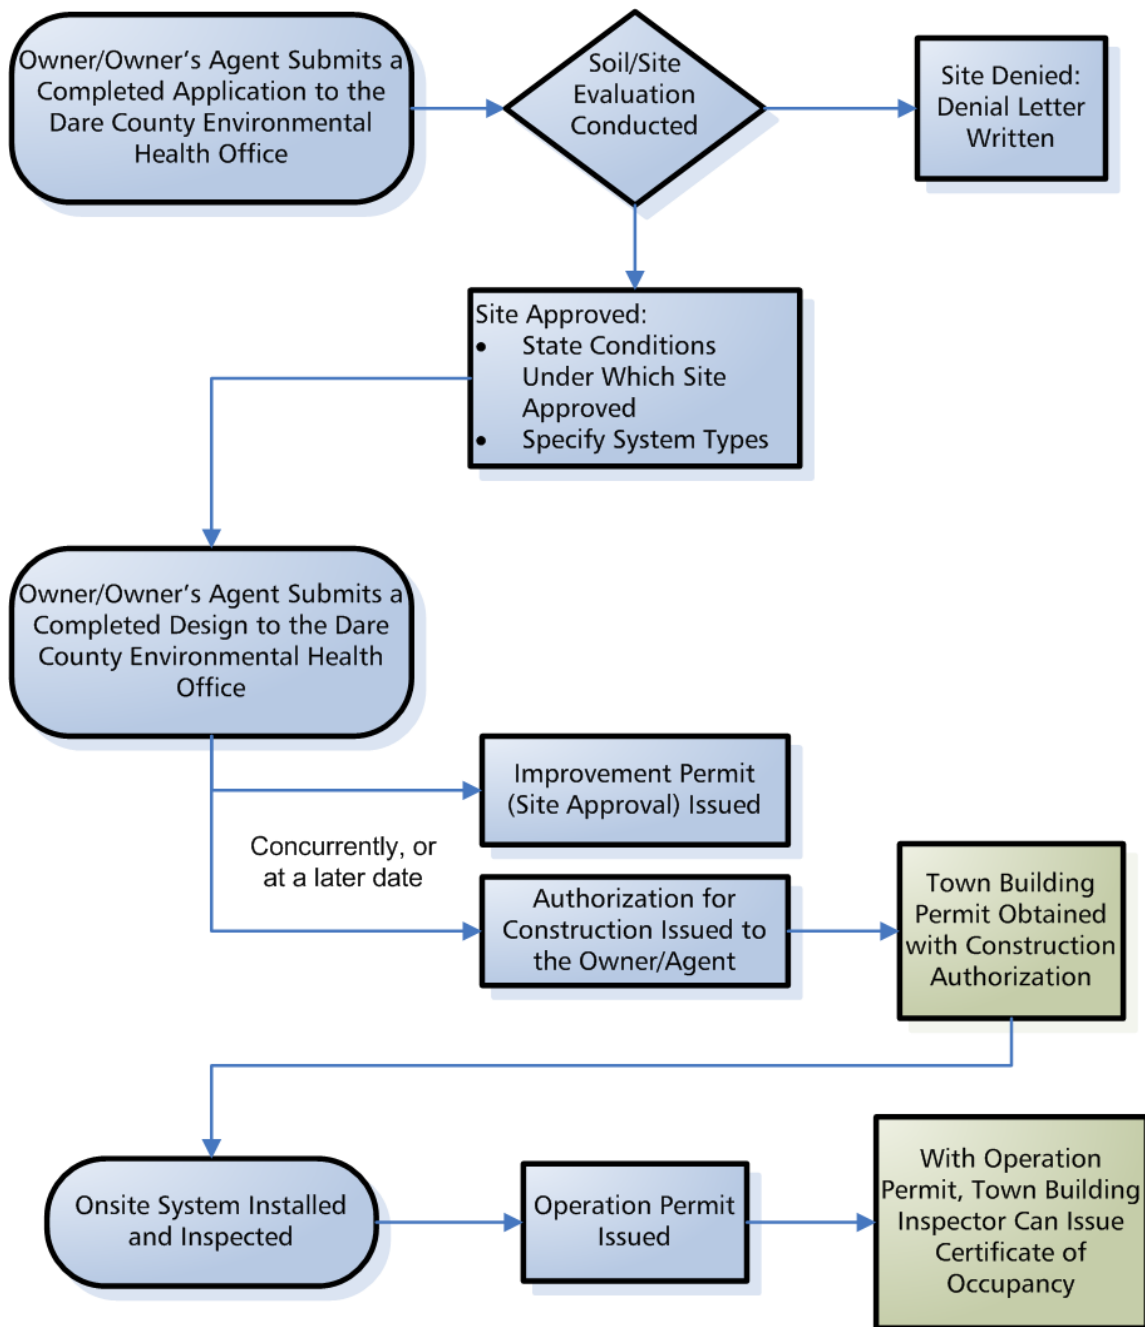 Owner/Owner’s Agent Submits a
Completed Application to the
Dare County Environmental
Health Office
Soil/Site
Evaluation
Conducted
Site Denied:
Denial Letter
Written
Site Approved:
• State Conditions
Under Which Site
Approved
• Specify System Types
Owner/Owner’s Agent Submits a
Completed Design to the Dare
County Environmental Health
Office
Improvement Permit
(Site Approval) Issued
Concurrently, or
at a later date
Authorization for
Construction Issued to
the Owner/Agent
Town Building
Permit Obtained
with Construction
Authorization
Onsite System Installed
and Inspected
Operation Permit
Issued
With Operation
Permit, Town Building
Inspector Can Issue
Certificate of
Occupancy